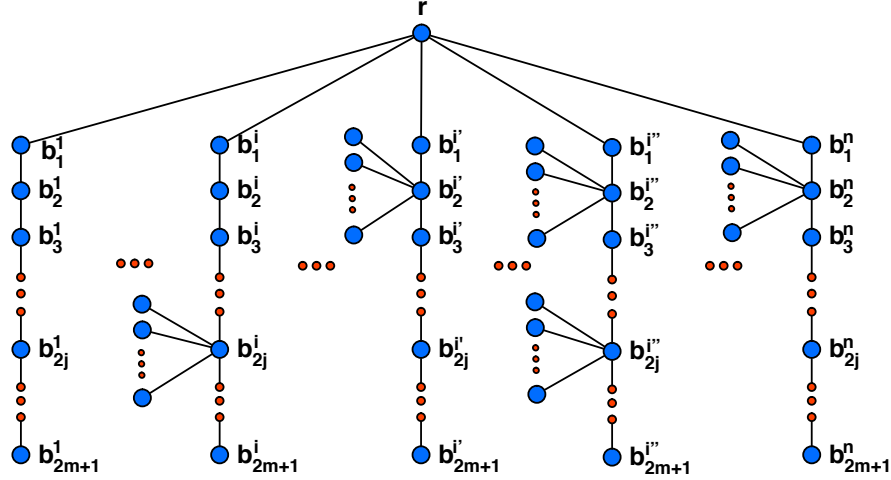 r
b₁¹ b₁ⁱ b₁ⁱ' b₁ⁱ'' b₁ⁿ
b₂¹ b₂ⁱ b₂ⁱ' b₂ⁱ'' b₂ⁿ
b₃¹ b₃ⁱ b₃ⁱ' b₃ⁱ'' b₃ⁿ
b₂ⱼ¹ b₂ⱼⁱ b₂ⱼⁱ' b₂ⱼⁱ'' b₂ⱼⁿ
b₂ₘ₊₁¹ b₂ₘ₊₁ⁱ b₂ₘ₊₁ⁱ' b₂ₘ₊₁ⁱ'' b₂ₘ₊₁ⁿ